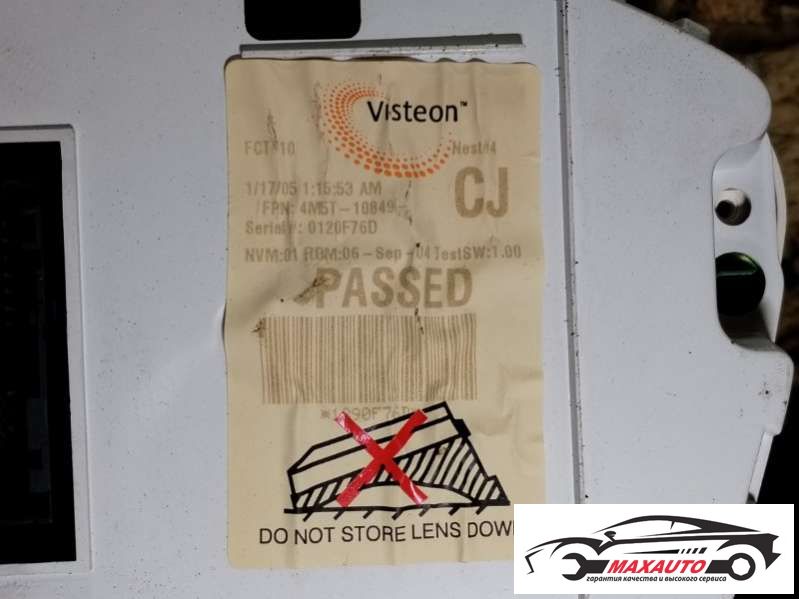 Visteon™
FCT#10 Nest#4
1/17/05 1:15:53 AM
CJ
FPN: 4M5T-10849-
Serial#: 0120F76D
NVM:01 ROM:06-Sep-04 TestSW:1.00
PASSED
DO NOT STORE LENS DOWN
MAXAUTO
гарантия качества и высокого сервиса